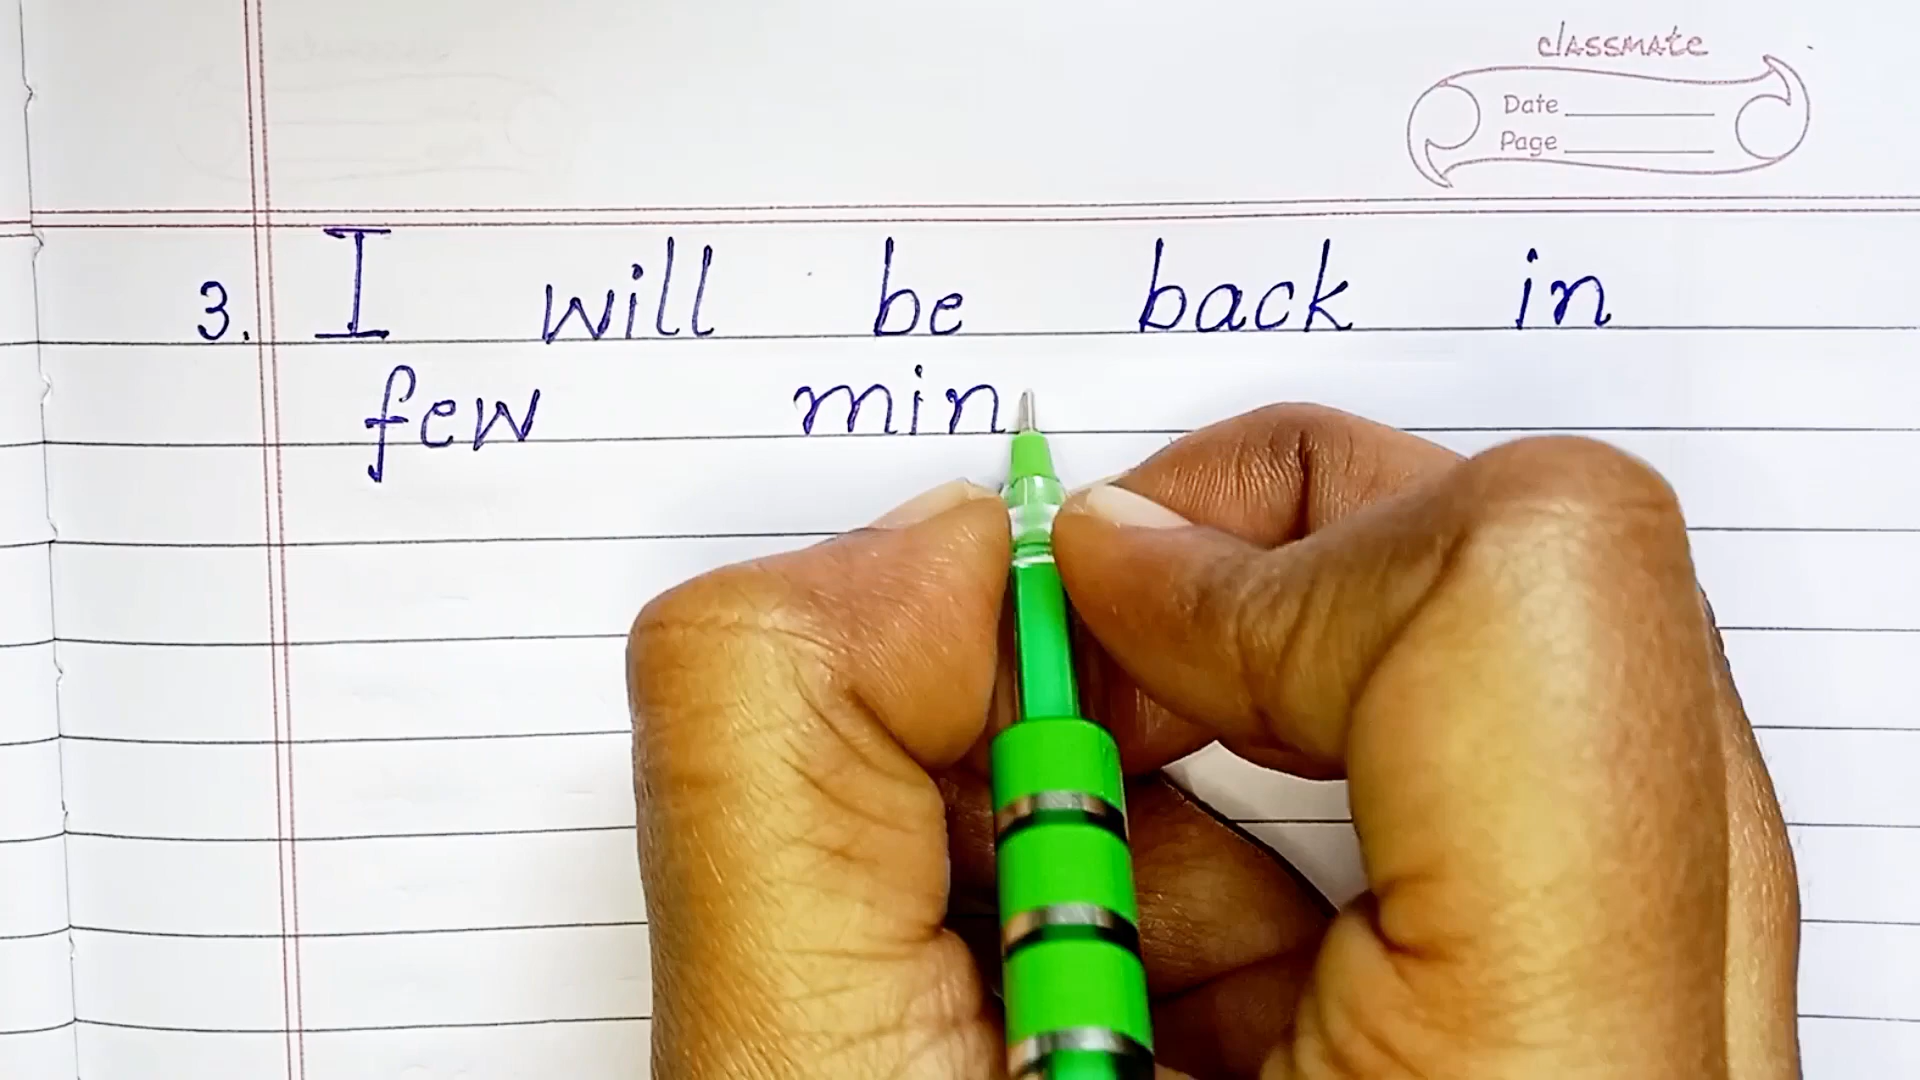 classmate
Date
Page
3. I will be back in
few min